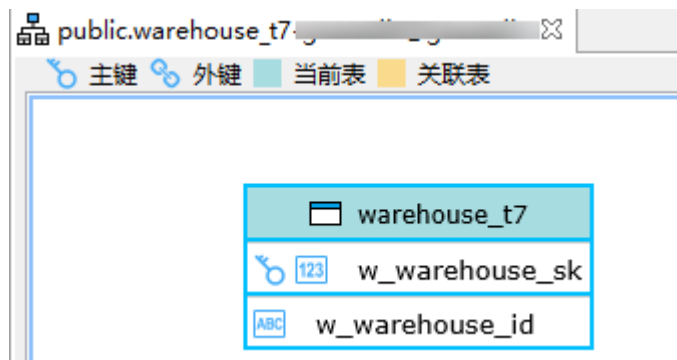 public.warehouse_t7
主键 外键 当前表 关联表
warehouse_t7
123 w_warehouse_sk
ABC w_warehouse_id